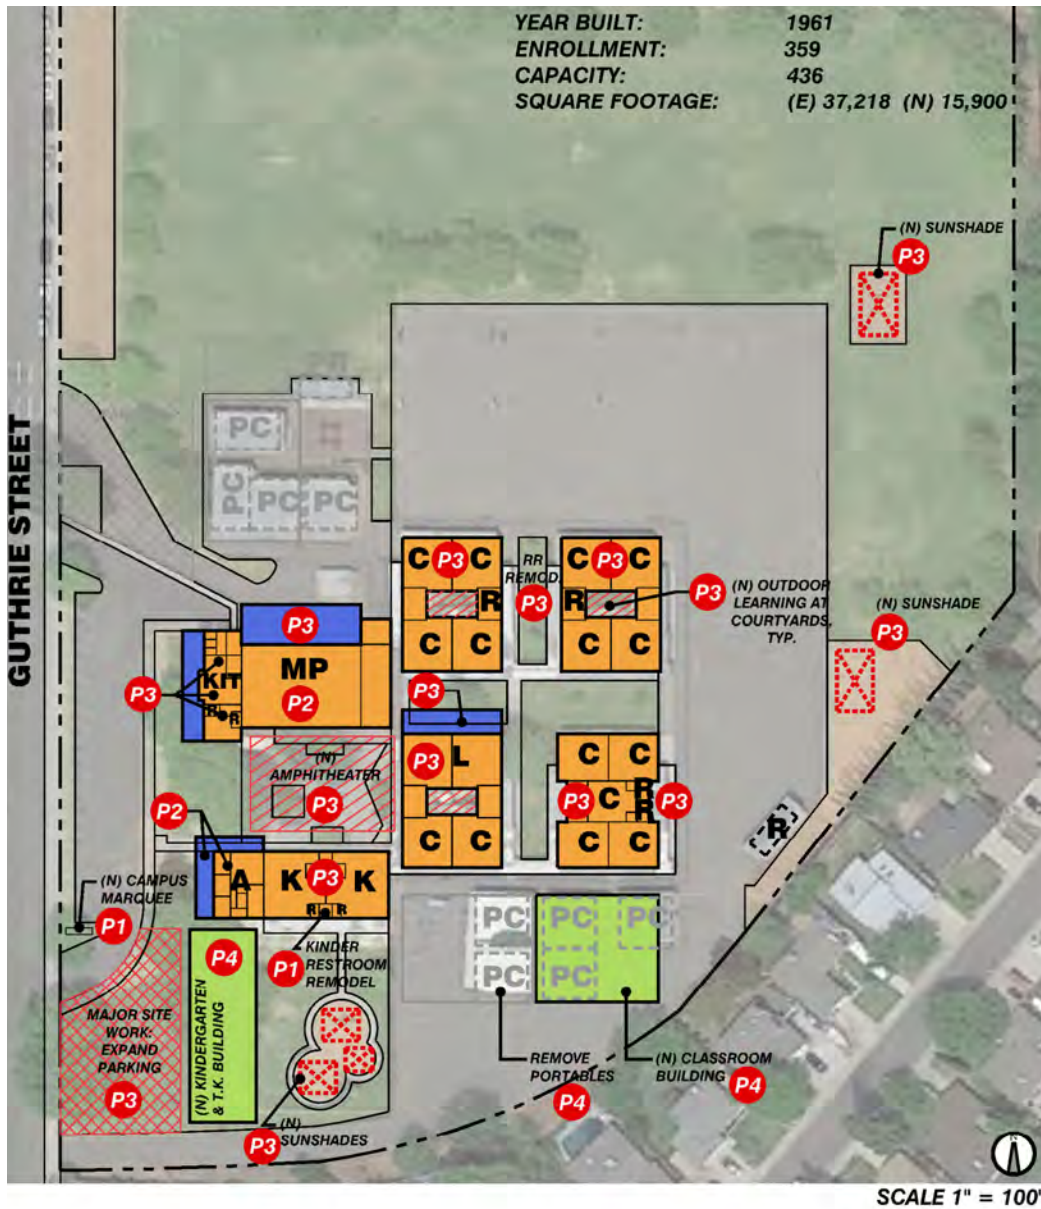 YEAR BUILT: 1961
ENROLLMENT: 359
CAPACITY: 436
SQUARE FOOTAGE: (E) 37,218 (N) 15,900
(N) SUNSHADE
P3
GUTHRIE STREET
PC
PC
PC
PC
C P3 C
C P3 C
RR
REMOD.
P3
R
R
P3
(N) OUTDOOR
LEARNING AT
COURTYARDS,
TYP.
(N) SUNSHADE
P3
C C
C C
P3
MP
KIT
P3
P2
R
R
P3
P3 L
C C
(N)
AMPHITHEATER
P3
C C
P3 C R P3
R
R
C C
R
P2
A K P3 K
R R
(N) CAMPUS
MARQUEE
P1
P1
KINDER
RESTROOM
REMODEL
PC
PC
PC
PC
PC
P4
(N) KINDERGARTEN
& T.K. BUILDING
MAJOR SITE
WORK:
EXPAND
PARKING
P3
REMOVE
PORTABLES
P4
(N) CLASSROOM
BUILDING P4
(N)
SUNSHADES
P3
N
SCALE 1" = 100'